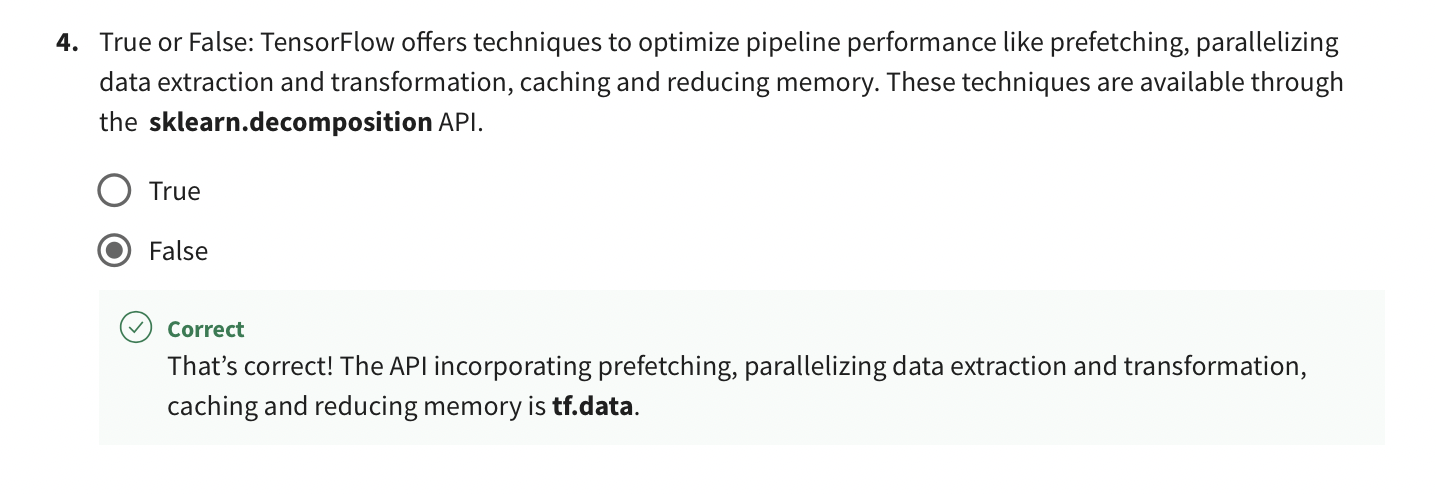 4. True or False: TensorFlow offers techniques to optimize pipeline performance like prefetching, parallelizing
data extraction and transformation, caching and reducing memory. These techniques are available through
the sklearn.decomposition API.
True
False
Correct
That’s correct! The API incorporating prefetching, parallelizing data extraction and transformation,
caching and reducing memory is tf.data.